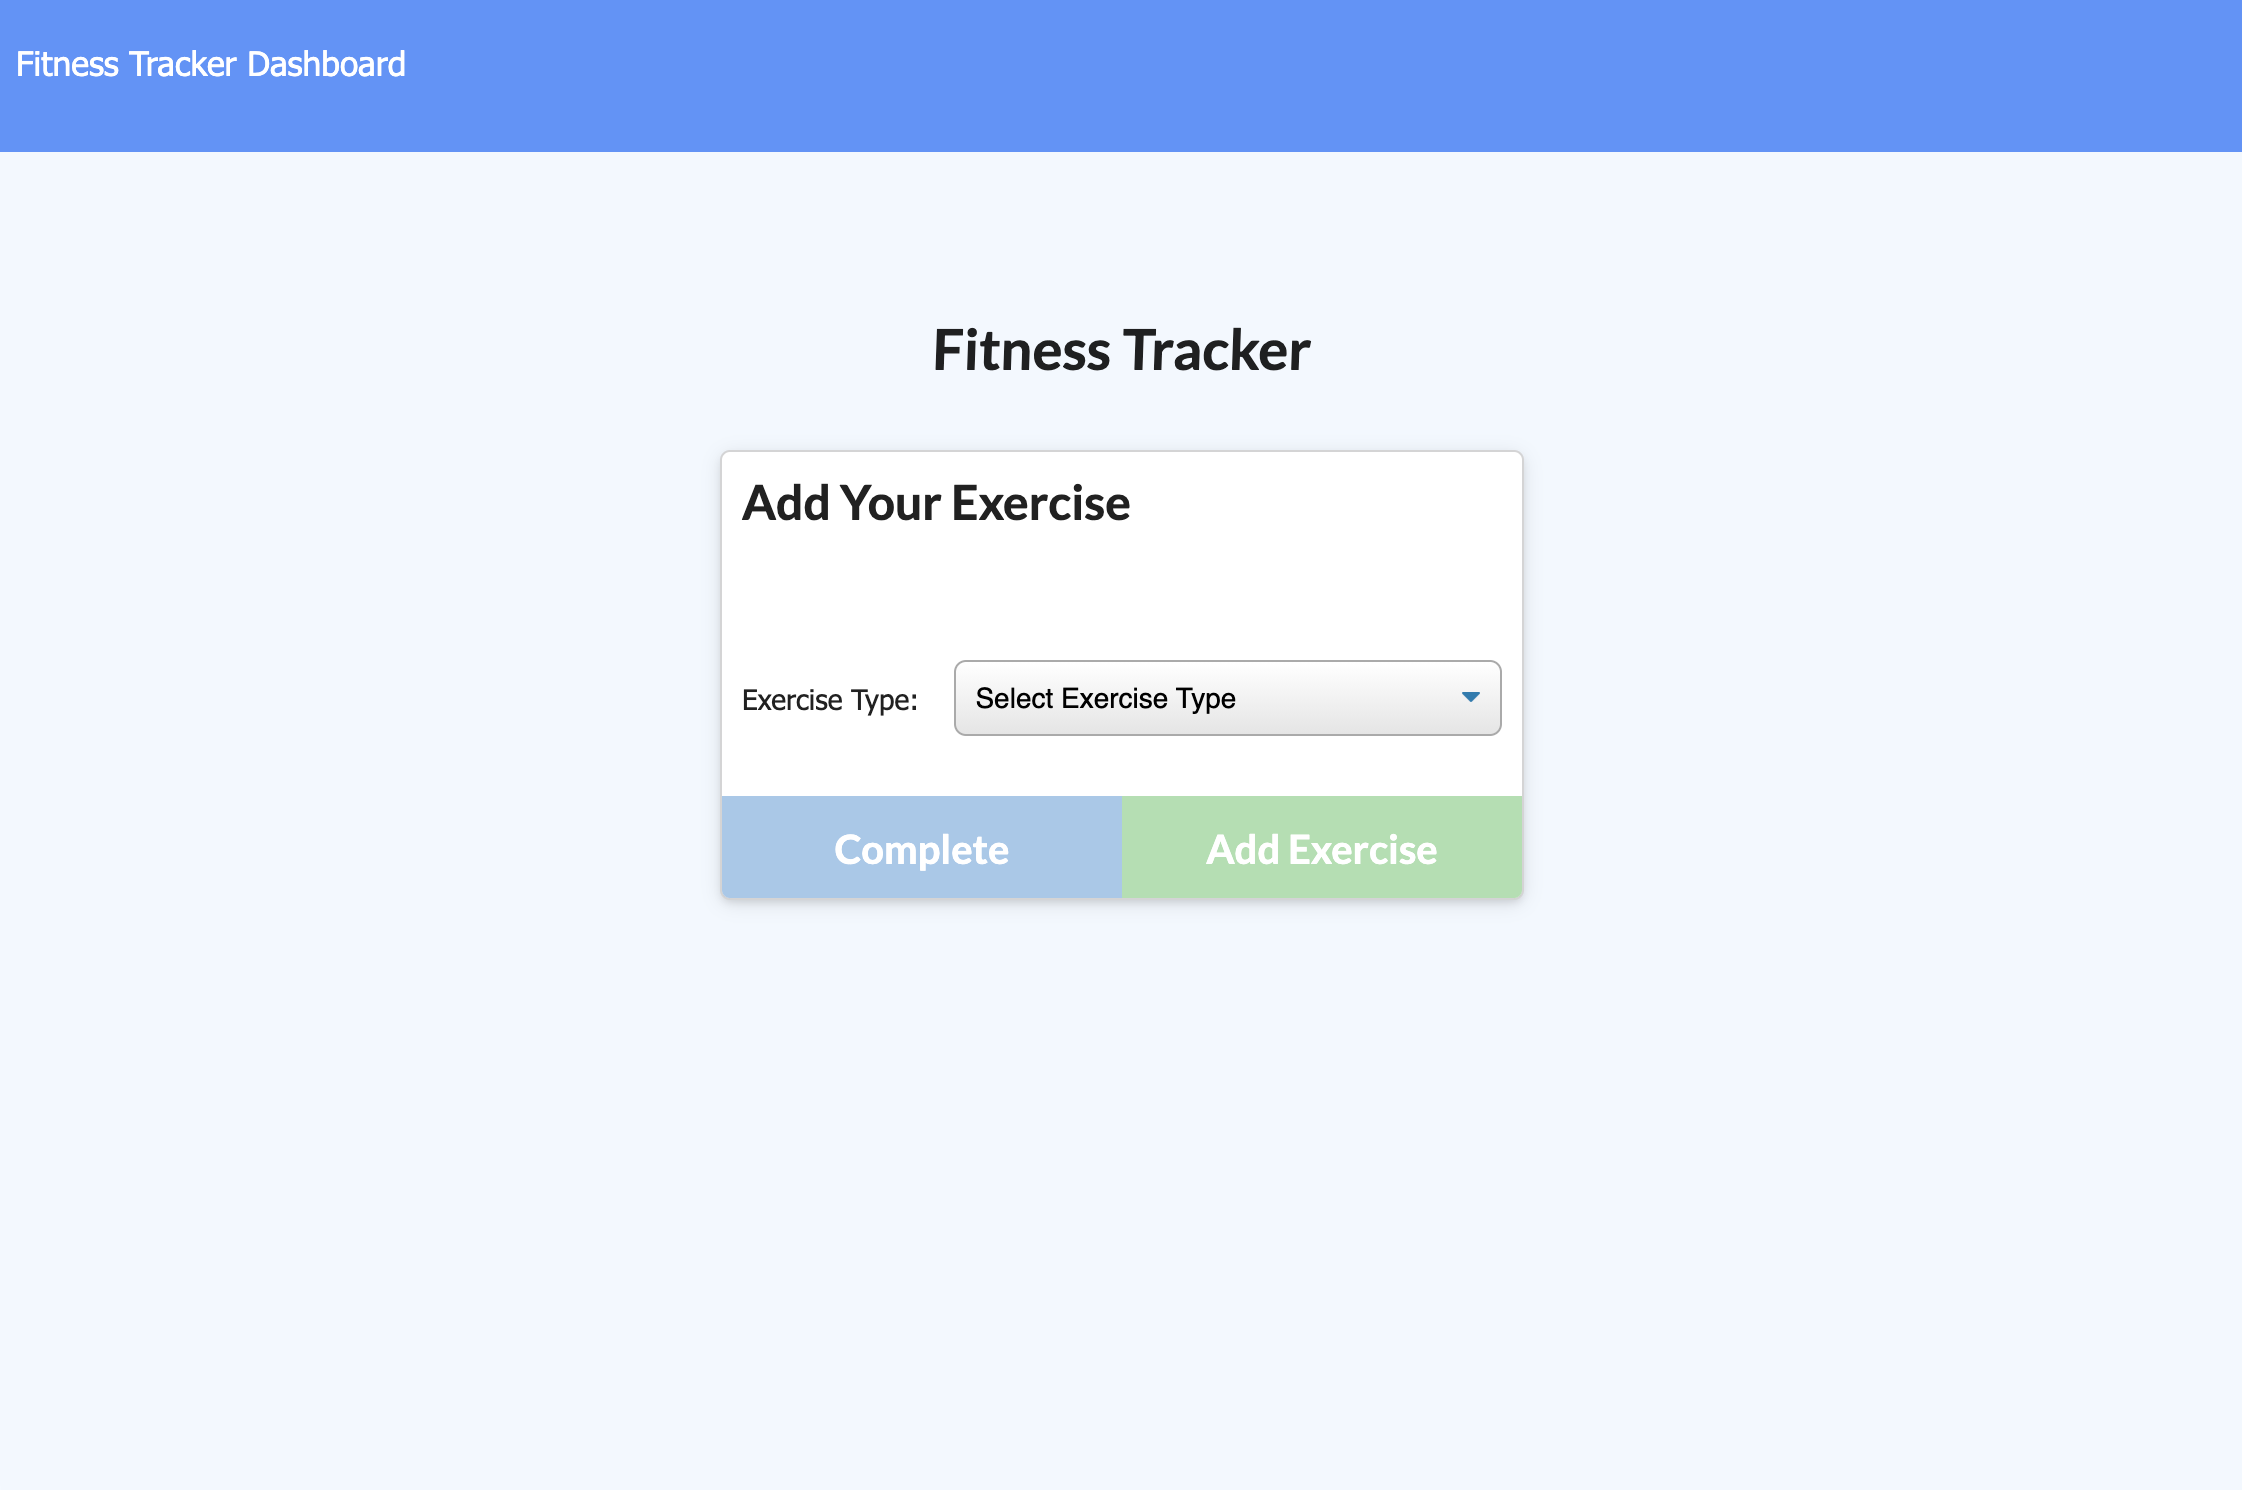 Fitness Tracker Dashboard
Fitness Tracker
Add Your Exercise
Exercise Type: Select Exercise Type
Complete Add Exercise